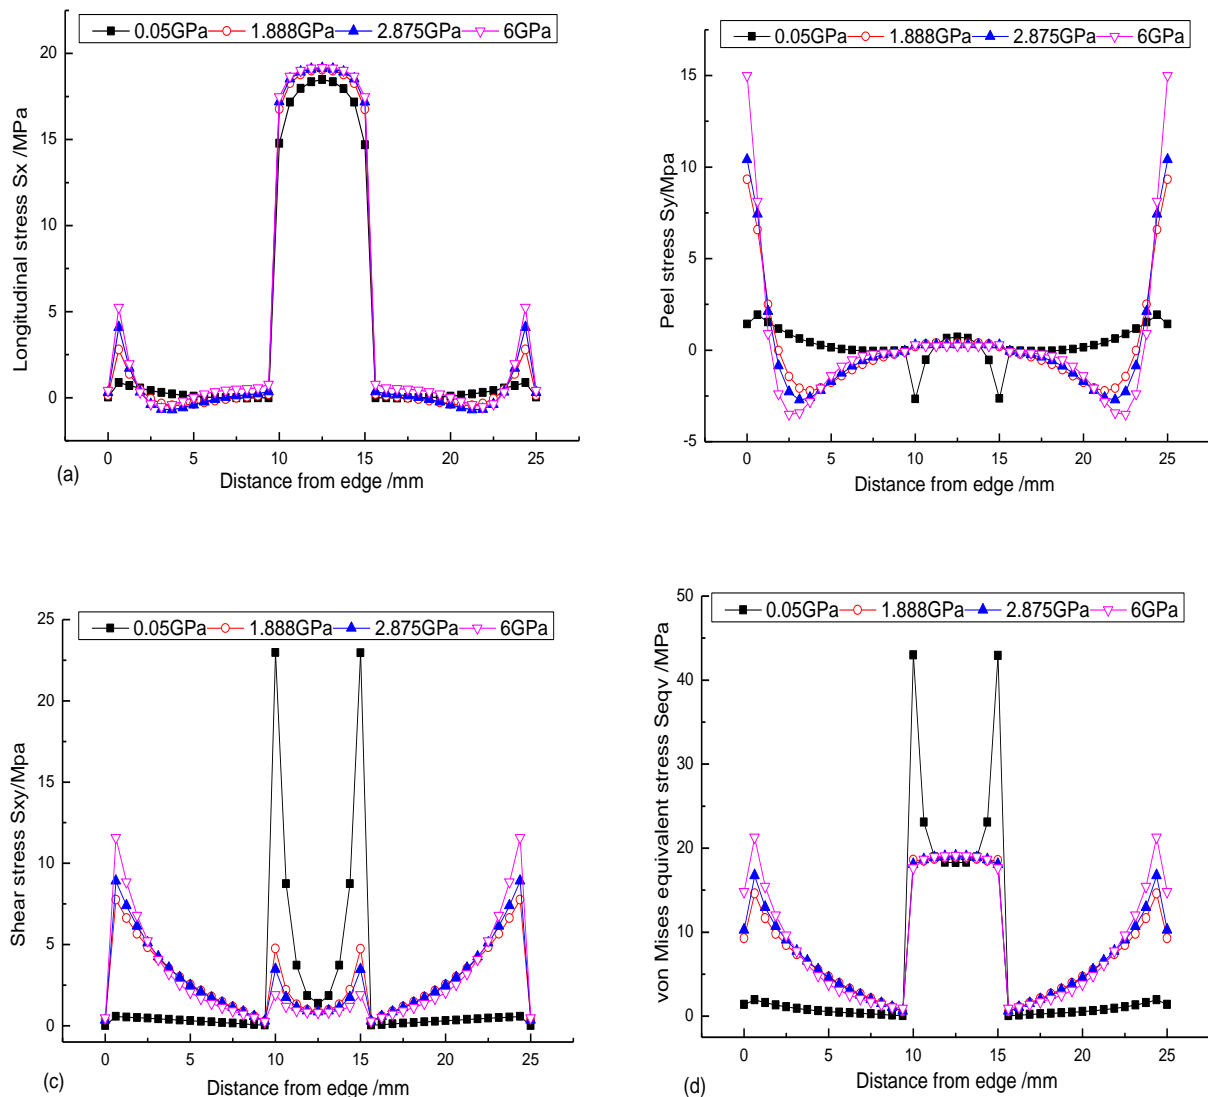 0.05GPa 1.888GPa 2.875GPa 6GPa
Longitudinal stress Sx /MPa
20
15
10
5
0
0 5 10 15 20 25
Distance from edge /mm
(a)
0.05GPa 1.888GPa 2.875GPa 6GPa
Peel stress Sy/Mpa
15
10
5
0
-5
0 5 10 15 20 25
Distance from edge /mm
0.05GPa 1.888GPa 2.875GPa 6GPa
Shear stress Sxy/Mpa
25
20
15
10
5
0
0 5 10 15 20 25
Distance from edge /mm
(c)
0.05GPa 1.888GPa 2.875GPa 6GPa
von Mises equivalent stress Seqv /MPa
50
40
30
20
10
0
0 5 10 15 20 25
Distance from edge /mm
(d)